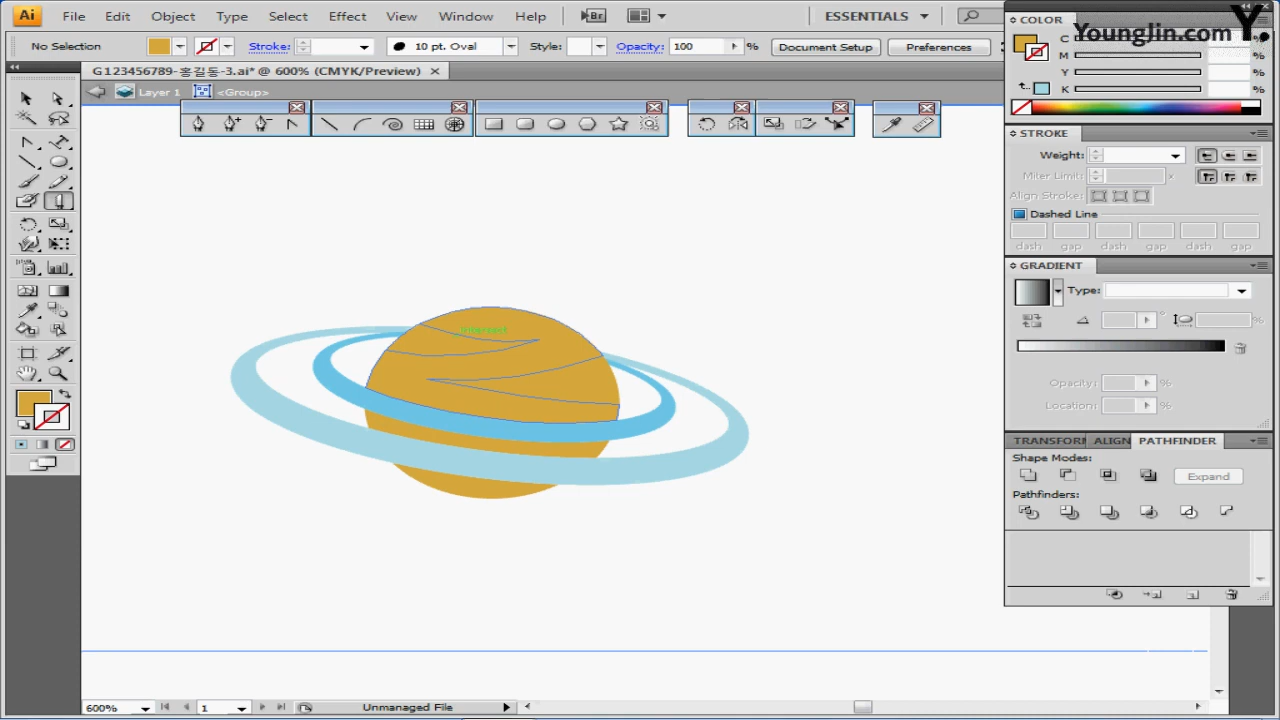 Ai File Edit Object Type Select Effect View Window Help Br ESSENTIALS
No Selection Stroke: 10 pt. Oval Style: Opacity: 100 % Document Setup Preferences
G123456789-홍길동-3.ai* @ 600% (CMYK/Preview)
Layer 1 <Group>
intersect
600% 1 Unmanaged File
COLOR
YoungJin.com Y.
C %
M %
Y %
K %
STROKE
Weight:
Miter Limit: x
Align Stroke:
Dashed Line
dash gap dash gap dash gap
GRADIENT
Type:
%
Opacity: %
Location: %
TRANSFORM ALIGN PATHFINDER
Shape Modes:
Expand
Pathfinders: